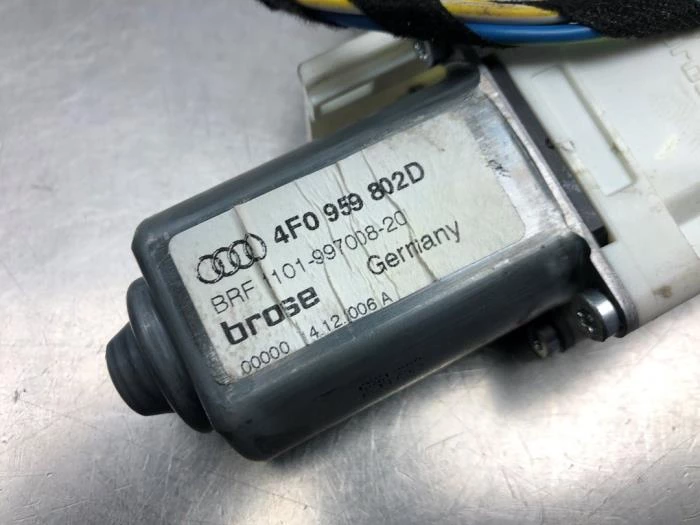 4F0 959 802D
BRF 101-997008-20
brose Germany
00000 4.12.006 A